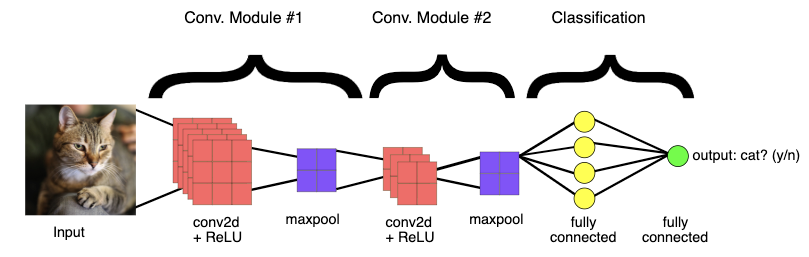 Conv. Module #1
Conv. Module #2
Classification
output: cat? (y/n)
Input
conv2d
+ ReLU
maxpool
conv2d
+ ReLU
maxpool
fully
connected
fully
connected